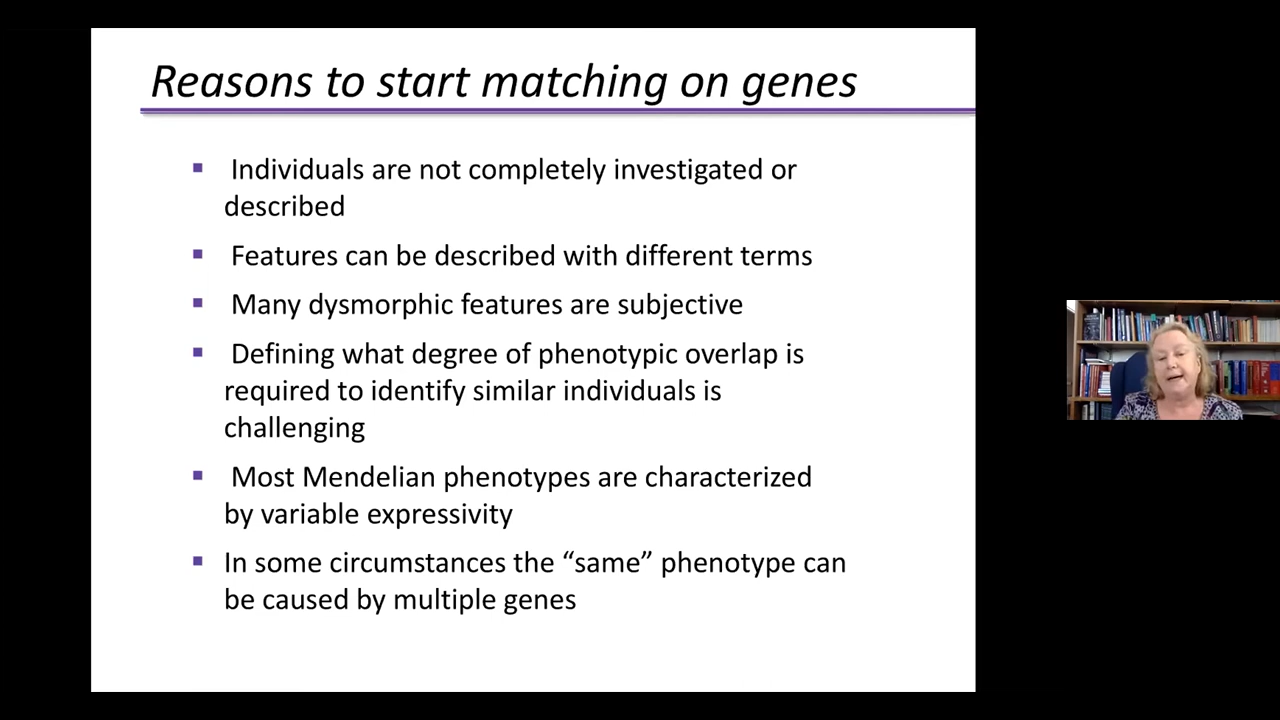 Reasons to start matching on genes
▪ Individuals are not completely investigated or
described
▪ Features can be described with different terms
▪ Many dysmorphic features are subjective
▪ Defining what degree of phenotypic overlap is
required to identify similar individuals is
challenging
▪ Most Mendelian phenotypes are characterized
by variable expressivity
▪ In some circumstances the “same” phenotype can
be caused by multiple genes